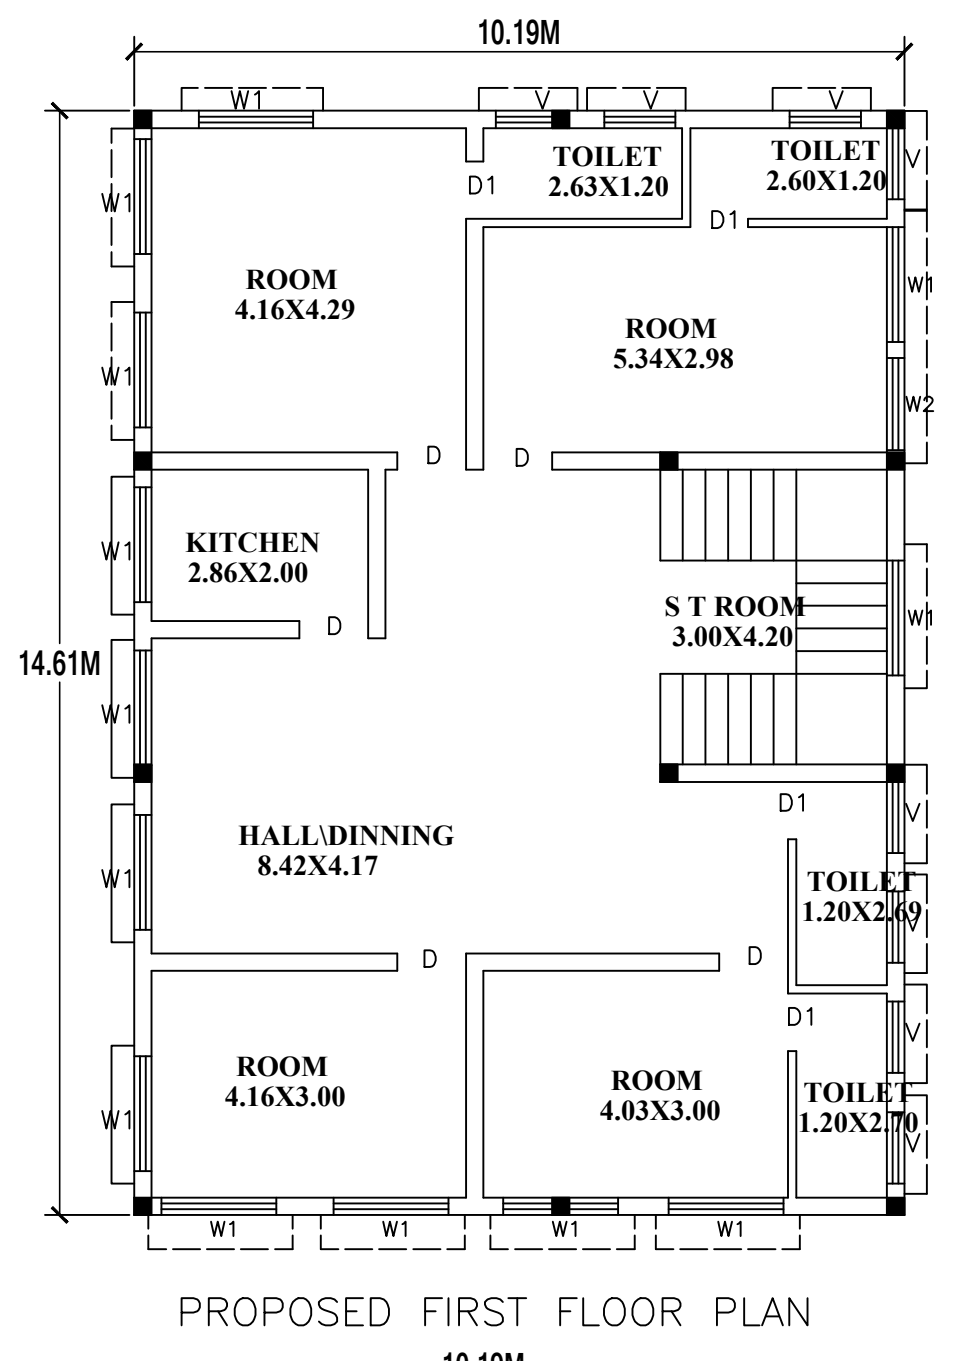 10.19M
W1 V V V
TOILET
2.63X1.20
TOILET
2.60X1.20
V
D1
W1
D1
ROOM
4.16X4.29
W1
ROOM
5.34X2.98
W1
W2
D D
KITCHEN
2.86X2.00
W1
S T ROOM
3.00X4.20
W1
D
14.61M
W1
D1
V
HALL\DINNING
8.42X4.17
W1
TOILET
1.20X2.69
V
D D
D1
V
ROOM
4.16X3.00
ROOM
4.03X3.00
TOILET
1.20X2.70
W1
V
W1 W1 W1 W1
PROPOSED FIRST FLOOR PLAN
10.19M